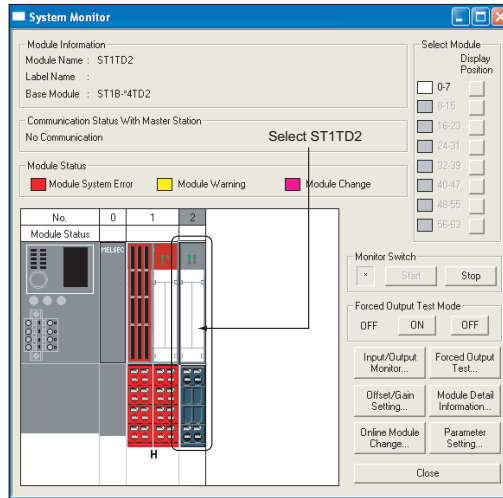 System Monitor
Module Information
Module Name : ST1TD2
Label Name :
Base Module : ST1B-*4TD2
Communication Status With Master Station
No Communication
Select ST1TD2
Module Status
Module System Error
Module Warning
Module Change
No. 0 1 2
Module Status
MELSEC
H
Select Module
Display
Position
0-7
8-15
16-23
24-31
32-39
40-47
48-55
56-63
Monitor Switch
* Start Stop
Forced Output Test Mode
OFF ON OFF
Input/Output
Monitor...
Forced Output
Test...
Offset/Gain
Setting...
Module Detail
Information...
Online Module
Change...
Parameter
Setting...
Close